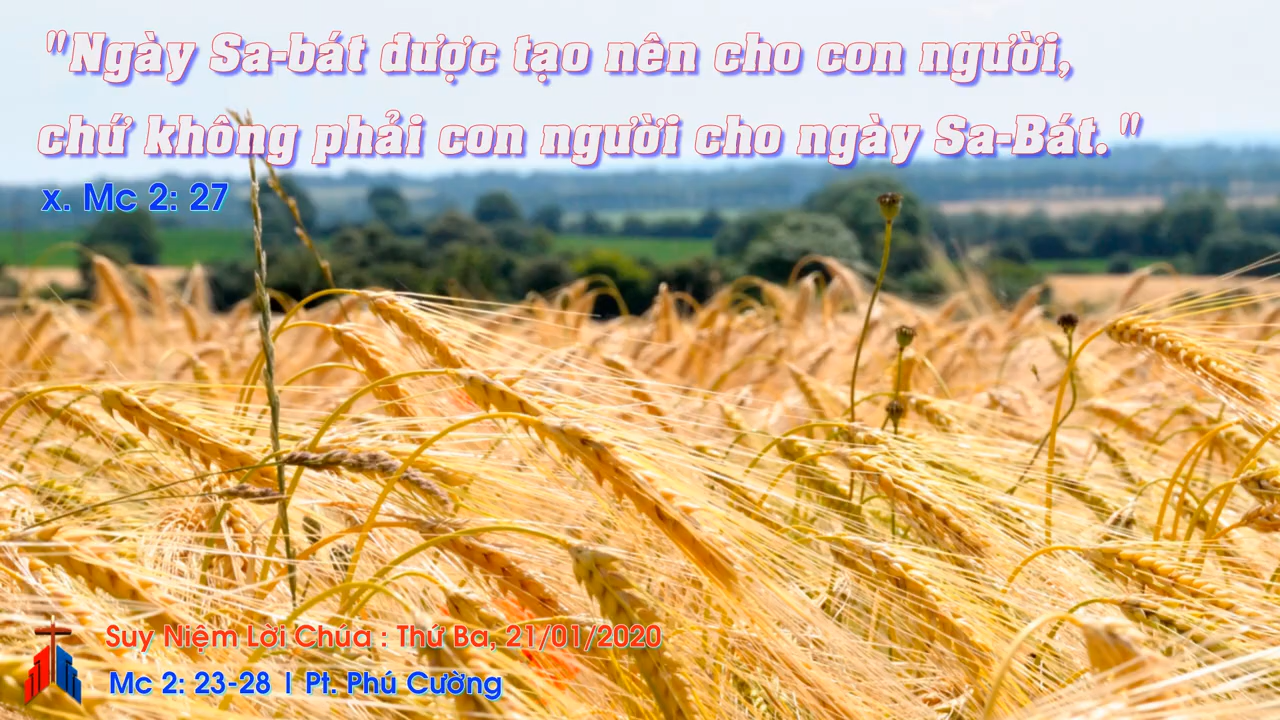 "Ngày Sa-bát được tạo nên cho con người,
chứ không phải con người cho ngày Sa-Bát."
x. Mc 2: 27
Suy Niệm Lời Chúa : Thứ Ba, 21/01/2020
Mc 2: 23-28 | Pt. Phú Cường